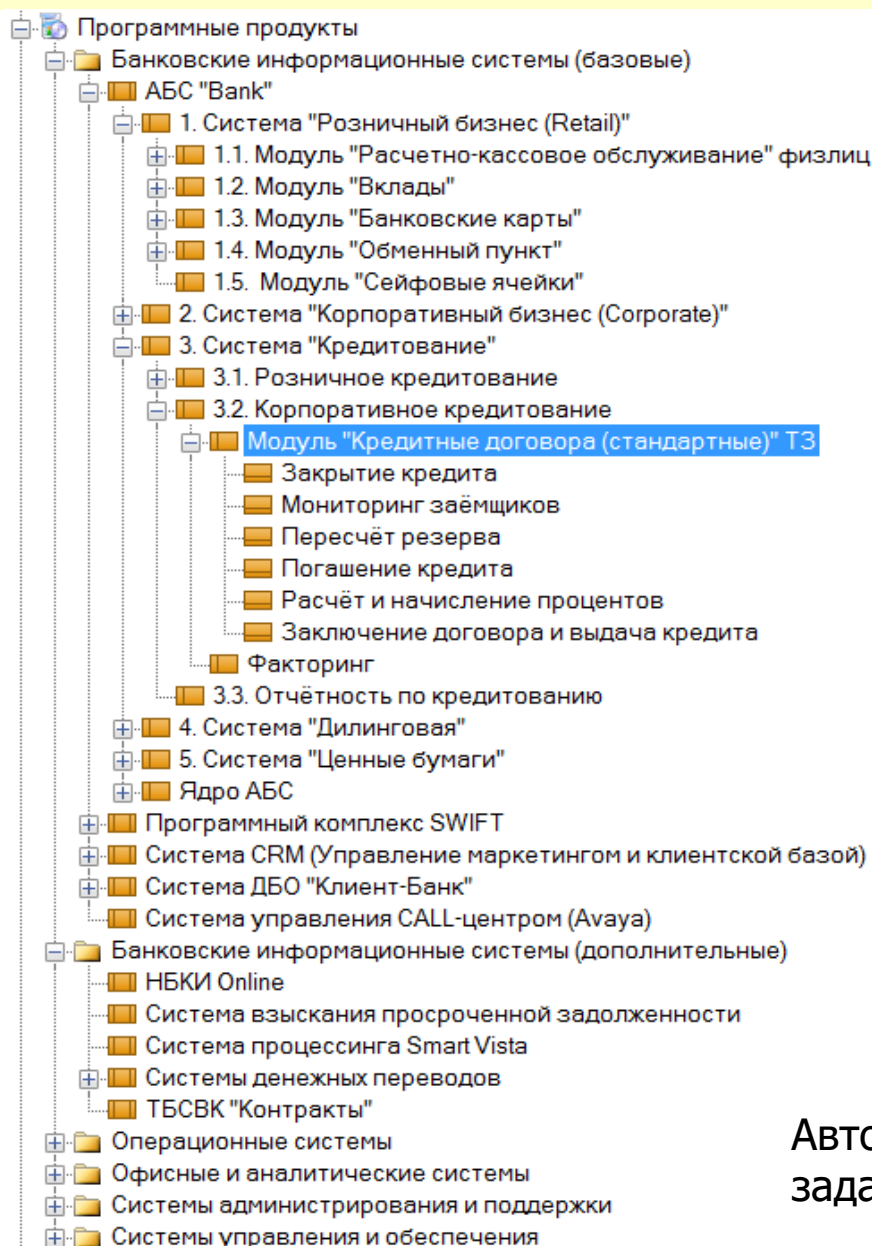 Программные продукты
Банковские информационные системы (базовые)
АБС "Bank"
1. Система "Розничный бизнес (Retail)"
1.1. Модуль "Расчетно-кассовое обслуживание" физлиц
1.2. Модуль "Вклады"
1.3. Модуль "Банковские карты"
1.4. Модуль "Обменный пункт"
1.5. Модуль "Сейфовые ячейки"
2. Система "Корпоративный бизнес (Corporate)"
3. Система "Кредитование"
3.1. Розничное кредитование
3.2. Корпоративное кредитование
Модуль "Кредитные договора (стандартные)" ТЗ
Закрытие кредита
Мониторинг заёмщиков
Пересчёт резерва
Погашение кредита
Расчёт и начисление процентов
Заключение договора и выдача кредита
Факторинг
3.3. Отчётность по кредитованию
4. Система "Дилинговая"
5. Система "Ценные бумаги"
Ядро АБС
Программный комплекс SWIFT
Система CRM (Управление маркетингом и клиентской базой)
Система ДБО "Клиент-Банк"
Система управления CALL-центром (Avaya)
Банковские информационные системы (дополнительные)
НБКИ Online
Система взыскания просроченной задолженности
Система процессинга Smart Vista
Системы денежных переводов
ТБСВК "Контракты"
Операционные системы
Офисные и аналитические системы
Системы администрирования и поддержки
Системы управления и обеспечения